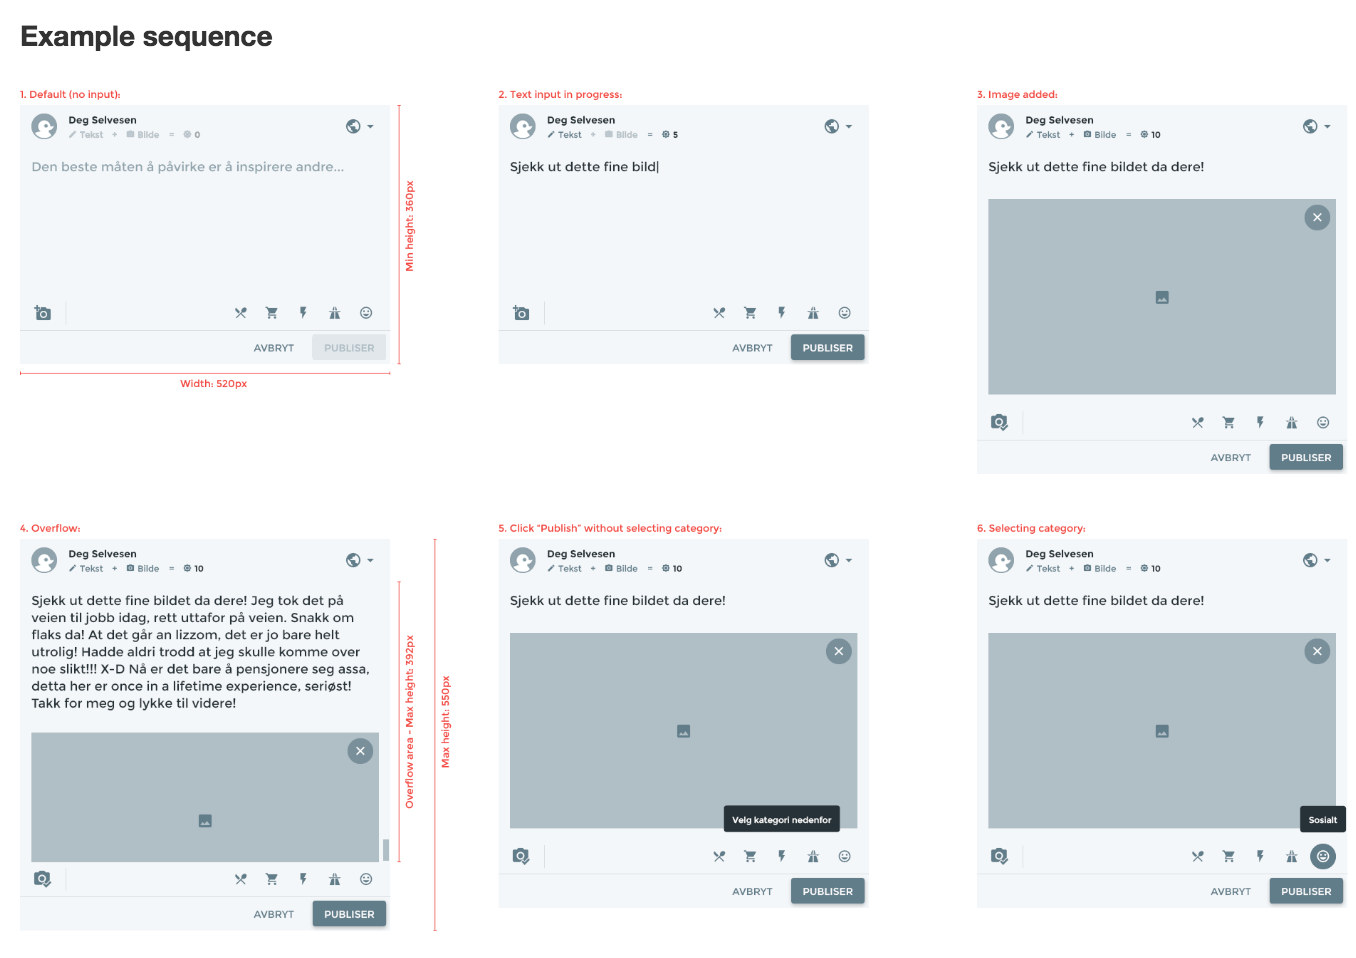 Example sequence
1. Default (no input):
Deg Selvesen
Tekst + Bilde = 0
Den beste måten å påvirke er å inspirere andre...
AVBRYT PUBLISER
Min height: 360px
Width: 520px
2. Text input in progress:
Deg Selvesen
Tekst + Bilde = 5
Sjekk ut dette fine bild|
AVBRYT PUBLISER
3. Image added:
Deg Selvesen
Tekst + Bilde = 10
Sjekk ut dette fine bildet da dere!
AVBRYT PUBLISER
4. Overflow:
Deg Selvesen
Tekst + Bilde = 10
Sjekk ut dette fine bildet da dere! Jeg tok det på
veien til jobb idag, rett uttafor på veien. Snakk om
flaks da! At det går an lizzom, det er jo bare helt
utrolig! Hadde aldri trodd at jeg skulle komme over
noe slikt!!! X-D Nå er det bare å pensjonere seg assa,
detta her er once in a lifetime experience, seriøst!
Takk for meg og lykke til videre!
AVBRYT PUBLISER
Overflow area - Max height: 392px
Max height: 550px
5. Click "Publish" without selecting category:
Deg Selvesen
Tekst + Bilde = 10
Sjekk ut dette fine bildet da dere!
Velg kategori nedenfor
AVBRYT PUBLISER
6. Selecting category:
Deg Selvesen
Tekst + Bilde = 10
Sjekk ut dette fine bildet da dere!
Sosialt
AVBRYT PUBLISER